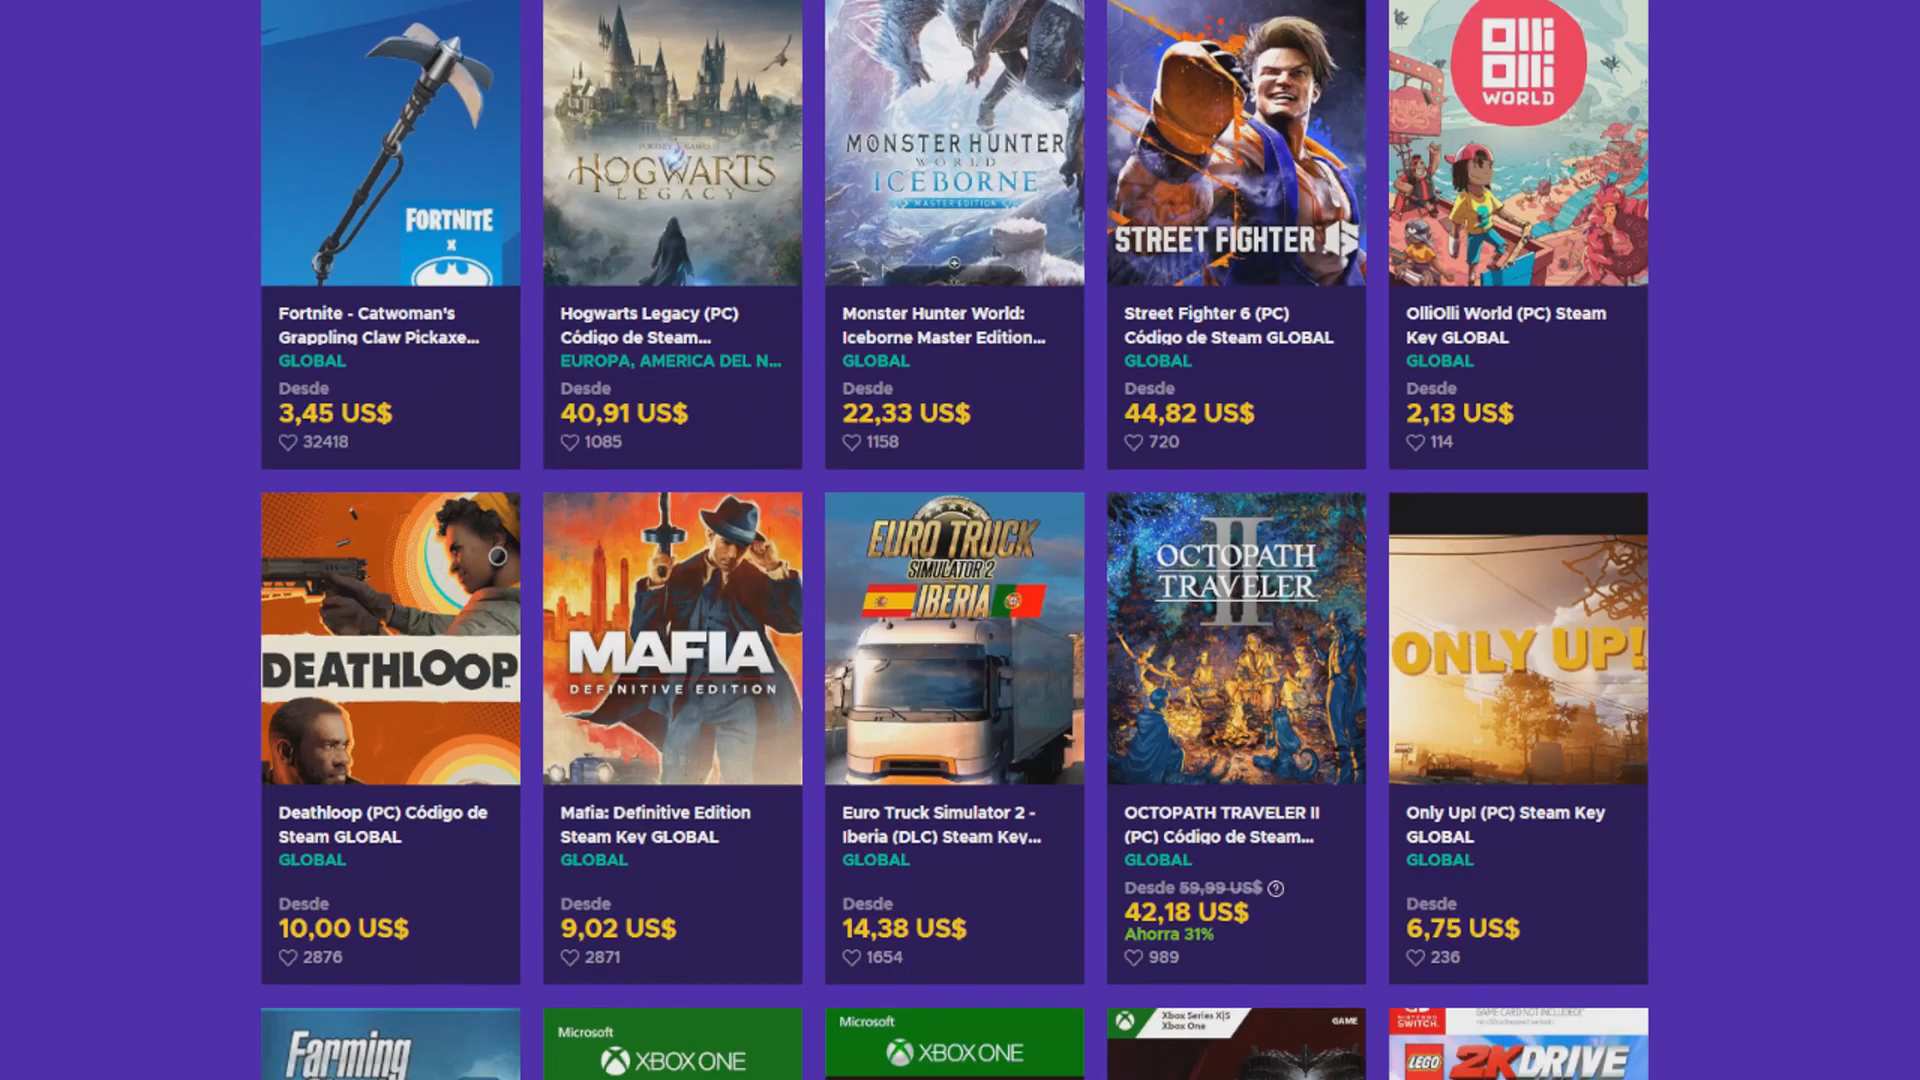 FORTNITE
X
PORTKEY GAMES
HOGWARTS
LEGACY
MONSTER HUNTER
WORLD
ICEBORNE
MASTER EDITION
STREET FIGHTER 6
Olli
Olli
WORLD
Fortnite - Catwoman's
Grappling Claw Pickaxe...
GLOBAL
Desde
3,45 US$
32418
Hogwarts Legacy (PC)
Código de Steam...
EUROPA, AMERICA DEL N...
Desde
40,91 US$
1085
Monster Hunter World:
Iceborne Master Edition...
GLOBAL
Desde
22,33 US$
1158
Street Fighter 6 (PC)
Código de Steam GLOBAL
GLOBAL
Desde
44,82 US$
720
OlliOlli World (PC) Steam
Key GLOBAL
GLOBAL
Desde
2,13 US$
114
DEATHLOOP
MAFIA
DEFINITIVE EDITION
EURO TRUCK
SIMULATOR 2
IBERIA
II
OCTOPATH
TRAVELER
ONLY UP!
Deathloop (PC) Código de
Steam GLOBAL
GLOBAL
Desde
10,00 US$
2876
Mafia: Definitive Edition
Steam Key GLOBAL
GLOBAL
Desde
9,02 US$
2871
Euro Truck Simulator 2 -
Iberia (DLC) Steam Key...
GLOBAL
Desde
14,38 US$
1654
OCTOPATH TRAVELER II
(PC) Código de Steam...
GLOBAL
Desde 59,99 US$ ?
42,18 US$
Ahorra 31%
989
Only Up! (PC) Steam Key
GLOBAL
GLOBAL
Desde
6,75 US$
236
Farming
Microsoft
XBOX ONE
Microsoft
XBOX ONE
Xbox Series X|S
Xbox One
GAME
SWITCH.
GAME CARD NOT INCLUDED!
LEGO 2K DRIVE